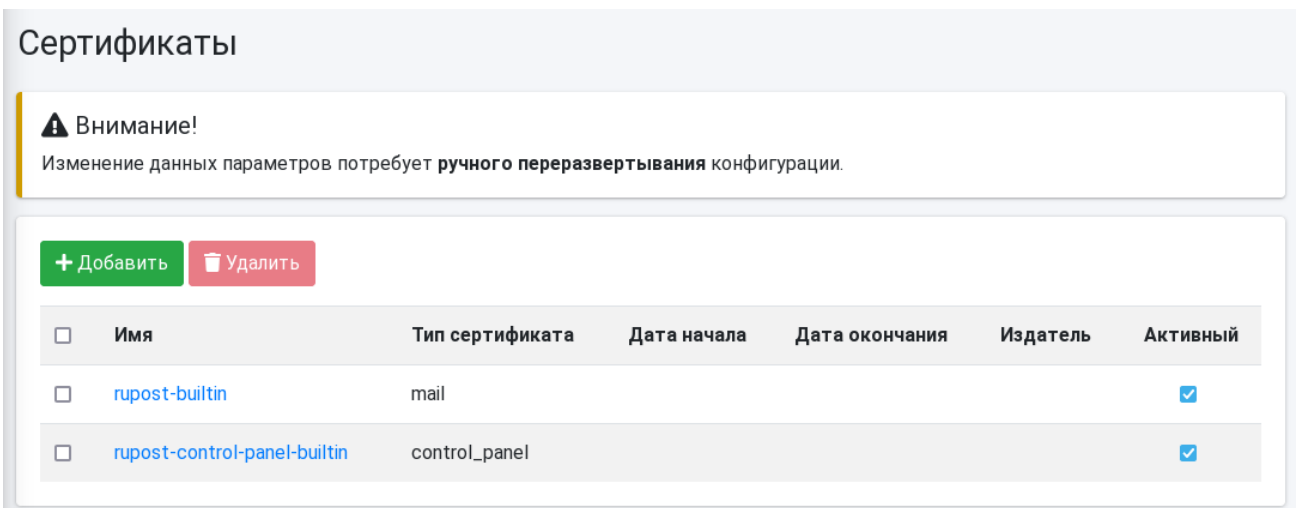 Сертификаты
Внимание!
Изменение данных параметров потребует ручного переразвертывания конфигурации.
Добавить Удалить
Имя Тип сертификата Дата начала Дата окончания Издатель Активный
rupost-builtin mail
rupost-control-panel-builtin control_panel